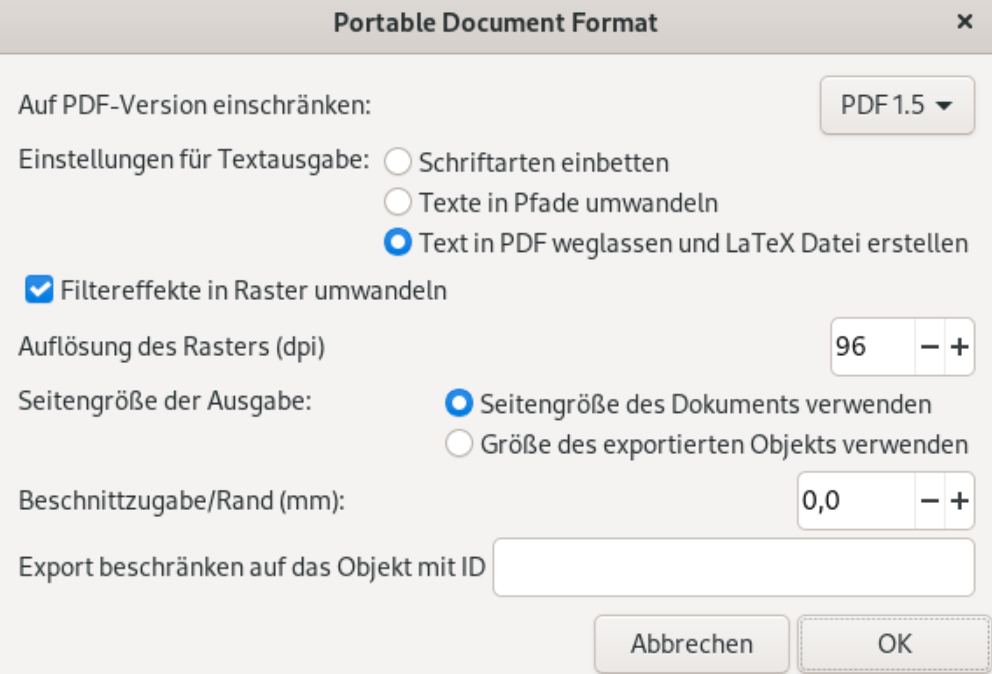 Portable Document Format
Auf PDF-Version einschränken: PDF 1.5
Einstellungen für Textausgabe: Schriftarten einbetten
Texte in Pfade umwandeln
Text in PDF weglassen und LaTeX Datei erstellen
Filtereffekte in Raster umwandeln
Auflösung des Rasters (dpi) 96
Seitengröße der Ausgabe: Seitengröße des Dokuments verwenden
Größe des exportierten Objekts verwenden
Beschnittzugabe/Rand (mm): 0,0
Export beschränken auf das Objekt mit ID
Abbrechen OK